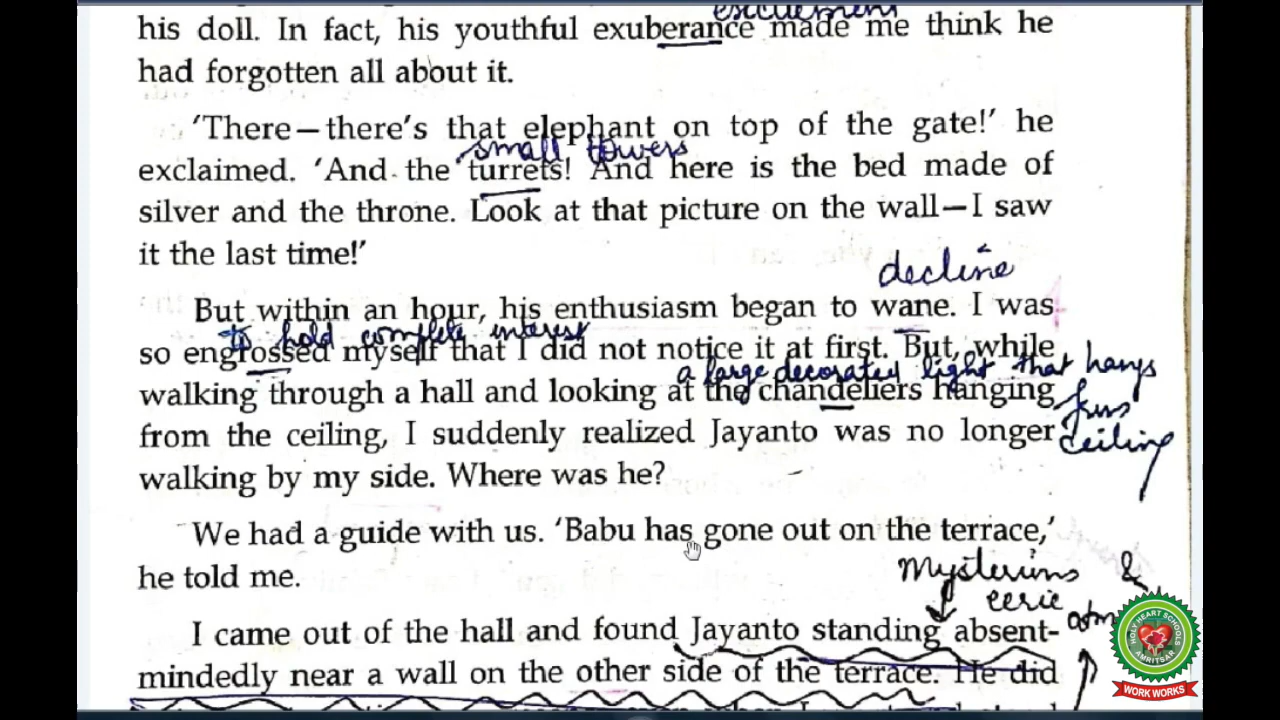 excitement
his doll. In fact, his youthful exuberance made me think he
had forgotten all about it.
'There—there's that elephant on top of the gate!' he
small towers
exclaimed. 'And the turrets! And here is the bed made of
silver and the throne. Look at that picture on the wall—I saw
it the last time!'
decline
But within an hour, his enthusiasm began to wane. I was
to hold complete interest
so engrossed myself that I did not notice it at first. But, while
a large decorated light that hangs
walking through a hall and looking at the chandeliers hanging
from the ceiling, I suddenly realized Jayanto was no longer
ceiling
walking by my side. Where was he?
We had a guide with us. 'Babu has gone out on the terrace,'
he told me.
Mysterious &
eerie
I came out of the hall and found Jayanto standing absent-
mindedly near a wall on the other side of the terrace. He did
HOLY HEART SCHOOLS
AMRITSAR
WORK WORKS